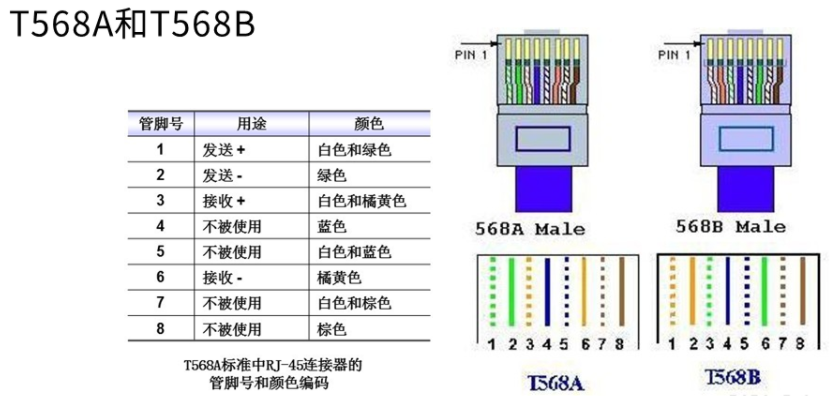 T568A和T568B
管脚号 用途 颜色
1 发送 + 白色和绿色
2 发送 - 绿色
3 接收 + 白色和橘黄色
4 不被使用 蓝色
5 不被使用 白色和蓝色
6 接收 - 橘黄色
7 不被使用 白色和棕色
8 不被使用 棕色
T568A标准中RJ-45连接器的
管脚号和颜色编码
PIN 1
568A Male
PIN 1
568B Male
1 2 3 4 5 6 7 8
T568A
1 2 3 4 5 6 7 8
T568B